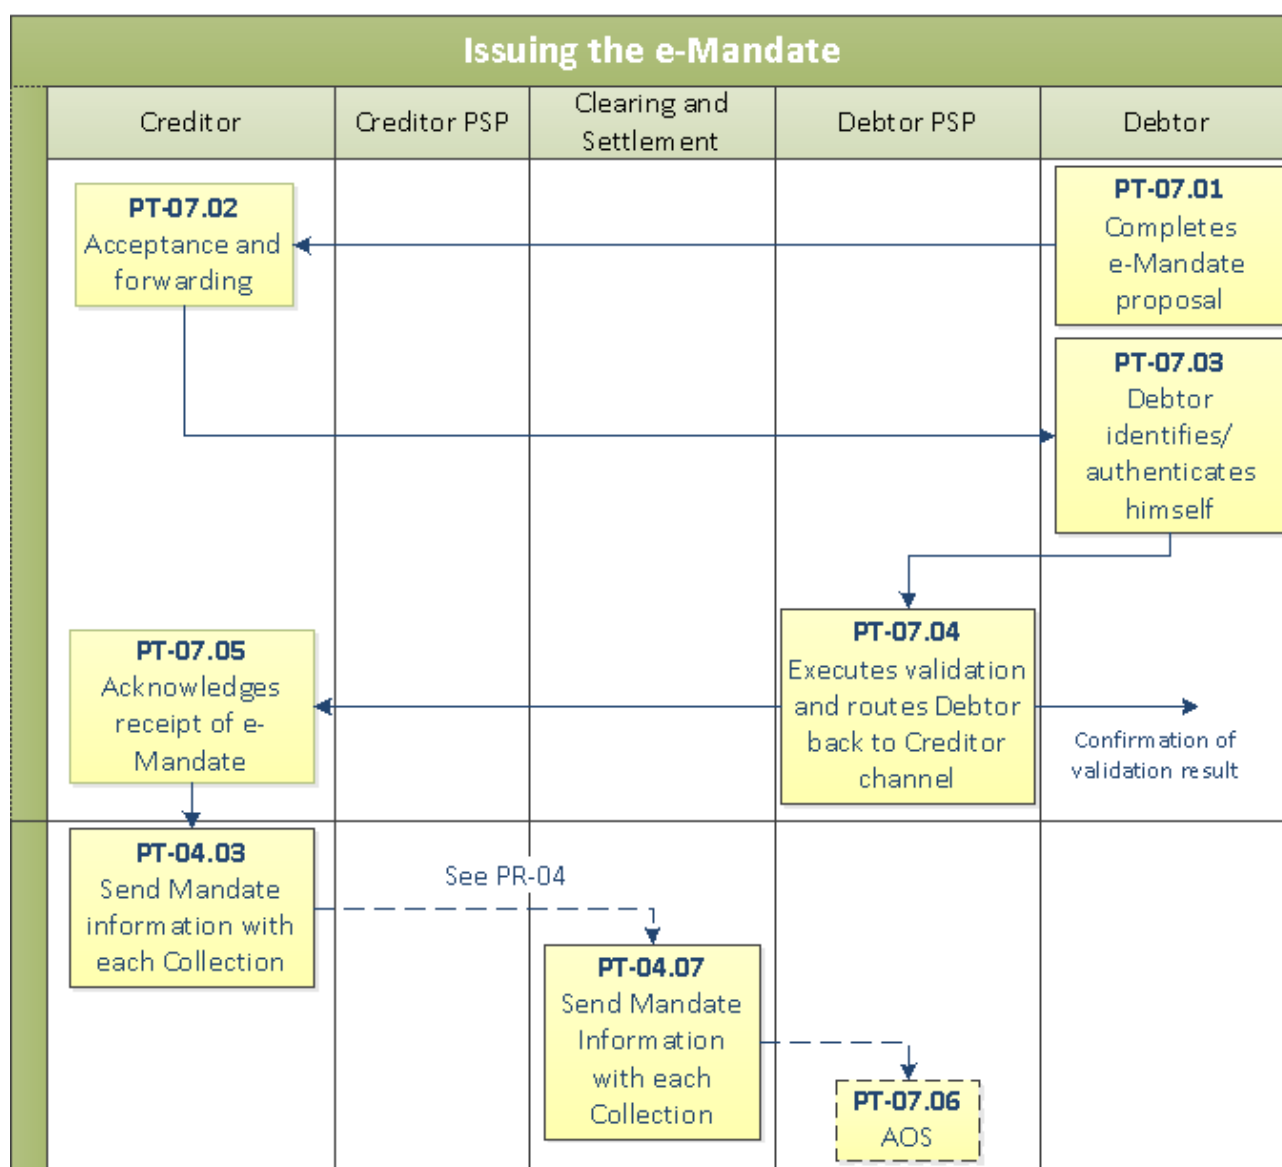 Issuing the e-Mandate
Creditor
Creditor PSP
Clearing and
Settlement
Debtor PSP
Debtor
PT-07.01
Completes
e-Mandate
proposal
PT-07.02
Acceptance and
forwarding
PT-07.03
Debtor
identifies/
authenticates
himself
PT-07.04
Executes validation
and routes Debtor
back to Creditor
channel
Confirmation of
validation result
PT-07.05
Acknowledges
receipt of e-
Mandate
PT-04.03
Send Mandate
information with
each Collection
See PR-04
PT-04.07
Send Mandate
Information
with each
Collection
PT-07.06
AOS